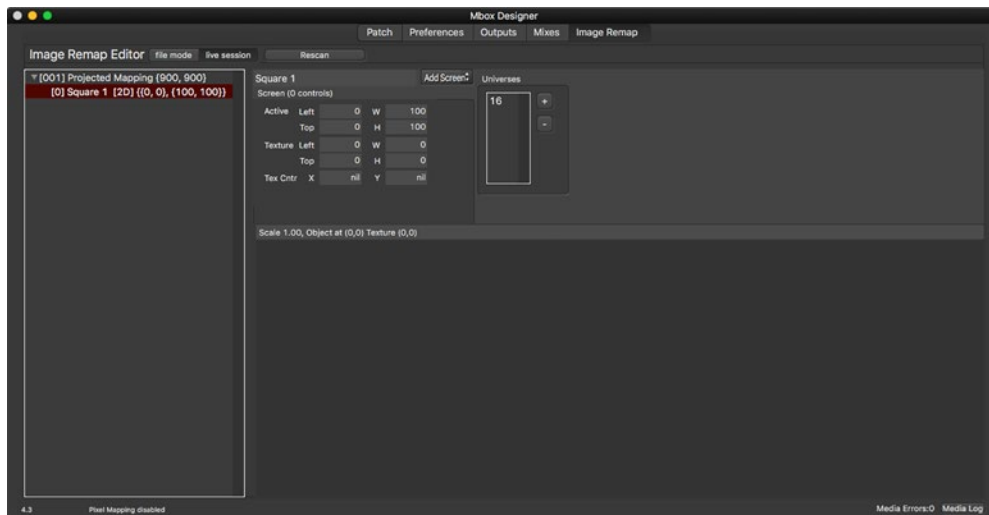 Mbox Designer
Patch Preferences Outputs Mixes Image Remap
Image Remap Editor file mode live session Rescan
[001] Projected Mapping {900, 900}
[0] Square 1 [2D] {{0, 0}, {100, 100}}
Square 1 Add Screen
Screen (0 controls)
Active Left 0 W 100
Top 0 H 100
Texture Left 0 W 0
Top 0 H 0
Tex Cntr X nil Y nil
Universes
16 +
-
Scale 1.00, Object at (0,0) Texture (0,0)
4.3 Pixel Mapping disabled Media Errors:0 Media Log